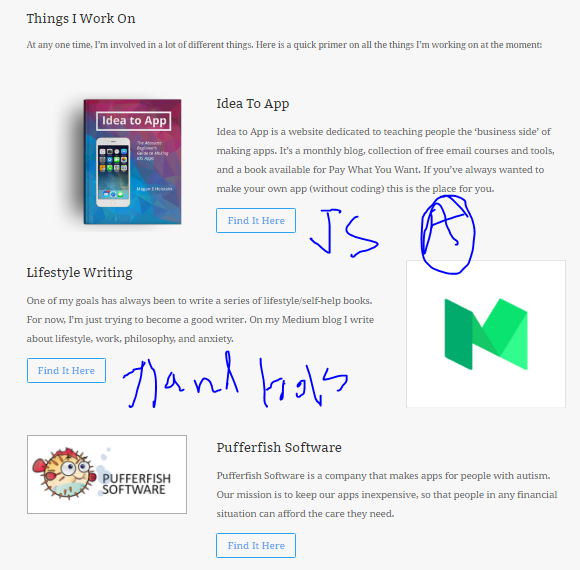 Things I Work On
At any one time, I'm involved in a lot of different things. Here is a quick primer on all the things I'm working on at the moment:
Idea to App
The Absolute
Beginners
Guide to Making
iOS Apps
Megan E Holstein
Idea To App
Idea to App is a website dedicated to teaching people the 'business side' of
making apps. It's a monthly blog, collection of free email courses and tools,
and a book available for Pay What You Want. If you've always wanted to
make your own app (without coding) this is the place for you.
Find It Here
JS A
Lifestyle Writing
One of my goals has always been to write a series of lifestyle/self-help books.
For now, I'm just trying to become a good writer. On my Medium blog I write
about lifestyle, work, philosophy, and anxiety.
Find It Here
PUFFERFISH
SOFTWARE
Pufferfish Software
Pufferfish Software is a company that makes apps for people with autism.
Our mission is to keep our apps inexpensive, so that people in any financial
situation can afford the care they need.
Find It Here